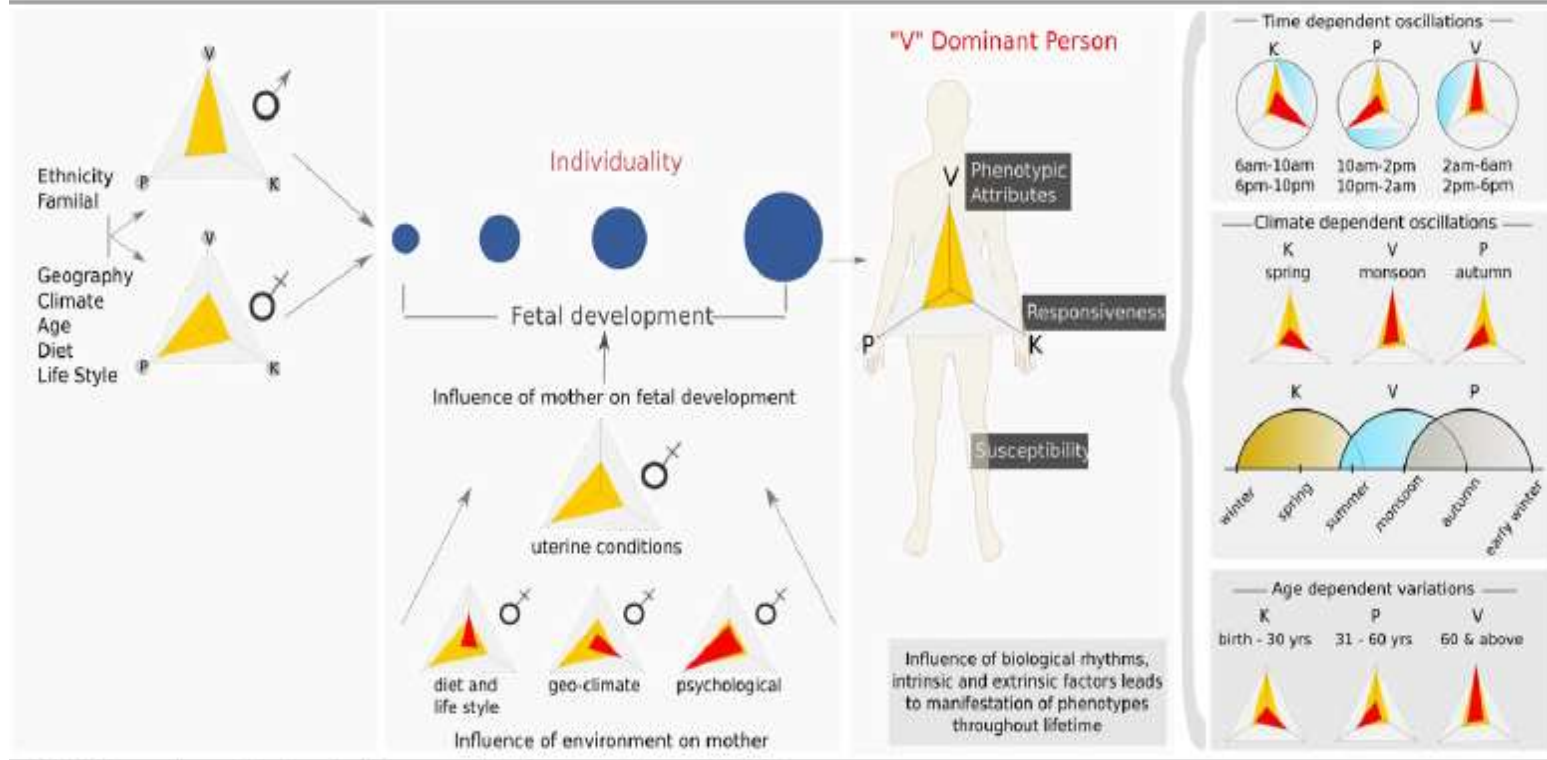 V
P
K
Ethnicity
Familal
V
Geography
Climate
Age
Diet
Life Style
P
K
Individuality
Fetal development
Influence of mother on fetal development
uterine conditions
diet and
life style
geo-climate
psychological
Influence of environment on mother
"V" Dominant Person
V
Phenotypic
Attributes
Responsiveness
P
K
Susceptibility
Influence of biological rhythms,
intrinsic and extrinsic factors leads
to manifestation of phenotypes
throughout lifetime
Time dependent oscillations
K P V
6am-10am 10am-2pm 2am-6am
6pm-10pm 10pm-2am 2pm-6pm
Climate dependent oscillations
K V P
spring monsoon autumn
K V P
winter spring summer monsoon autumn early winter
Age dependent variations
K P V
birth - 30 yrs 31 - 60 yrs 60 & above